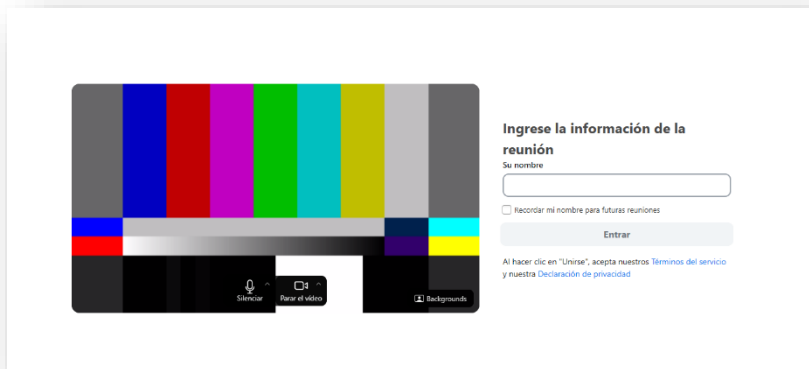 Ingrese la información de la
reunión
Su nombre
Recordar mi nombre para futuras reuniones
Entrar
Al hacer clic en "Unirse", acepta nuestros Términos del servicio
y nuestra Declaración de privacidad
Silenciar
Parar el vídeo
Backgrounds